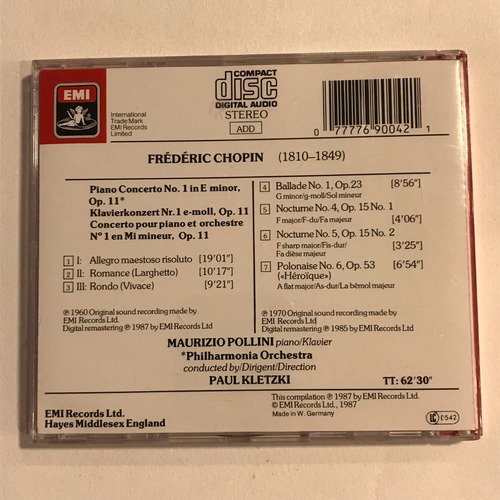 EMI
International
Trade Mark
EMI Records
Limited
COMPACT
disc
DIGITAL AUDIO
STEREO
ADD
0 77776 90042 1
FRÉDÉRIC CHOPIN (1810–1849)
Piano Concerto No. 1 in E minor,
Op. 11*
Klavierkonzert Nr. 1 e-moll, Op. 11
Concerto pour piano et orchestre
Nº 1 en Mi mineur, Op. 11
1 I: Allegro maestoso risoluto [19'01"]
2 II: Romance (Larghetto) [10'17"]
3 III: Rondo (Vivace) [9'21"]
℗ 1960 Original sound recording made by
EMI Records Ltd.
Digital remastering ℗ 1987 by EMI Records Ltd.
4 Ballade No. 1, Op. 23 [8'56"]
G minor/g-moll/Sol mineur
5 Nocturne No. 4, Op. 15 No. 1
F major/F-du/Fa majeur [4'06"]
6 Nocturne No. 5, Op. 15 No. 2
F sharp major/Fis-dur/ [3'25"]
Fa dièse majeur
7 Polonaise No. 6, Op. 53 [6'54"]
(«Héroïque»)
A flat major/As-dur/La bémol majeur
℗ 1970 Original sound recording made by
EMI Records Ltd.
Digital remastering ℗ 1985 by EMI Records Ltd.
MAURIZIO POLLINI piano/Klavier
*Philharmonia Orchestra
conducted by/Dirigent/Direction
PAUL KLETZKI
TT: 62'30"
EMI Records Ltd.
Hayes Middlesex England
This compilation ℗ 1987 by EMI Records Ltd.
© EMI Records Ltd., 1987
Made in W. Germany
LC 0542